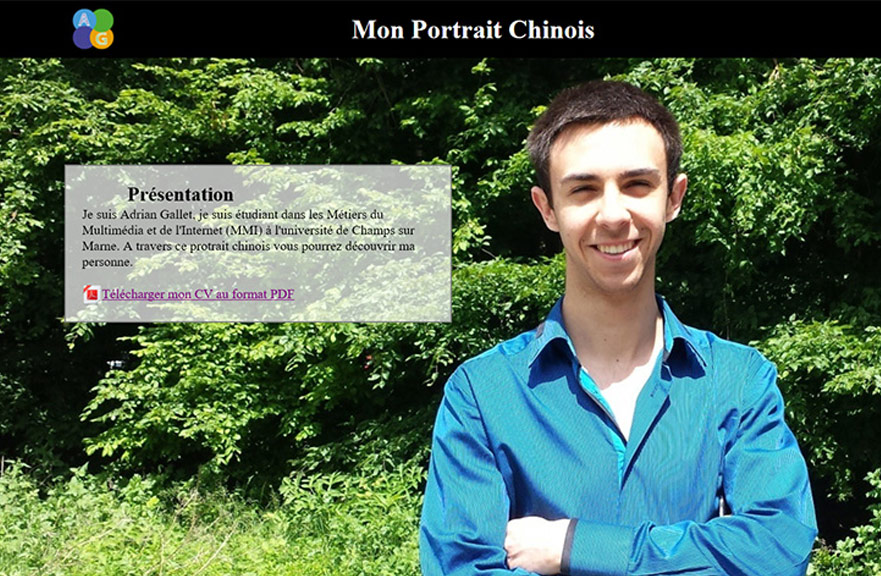 A
G
Mon Portrait Chinois
Présentation
Je suis Adrian Gallet, je suis étudiant dans les Métiers du
Multimédia et de l'Internet (MMI) à l'université de Champs sur
Marne. A travers ce protrait chinois vous pourrez découvrir ma
personne.
Télécharger mon CV au format PDF